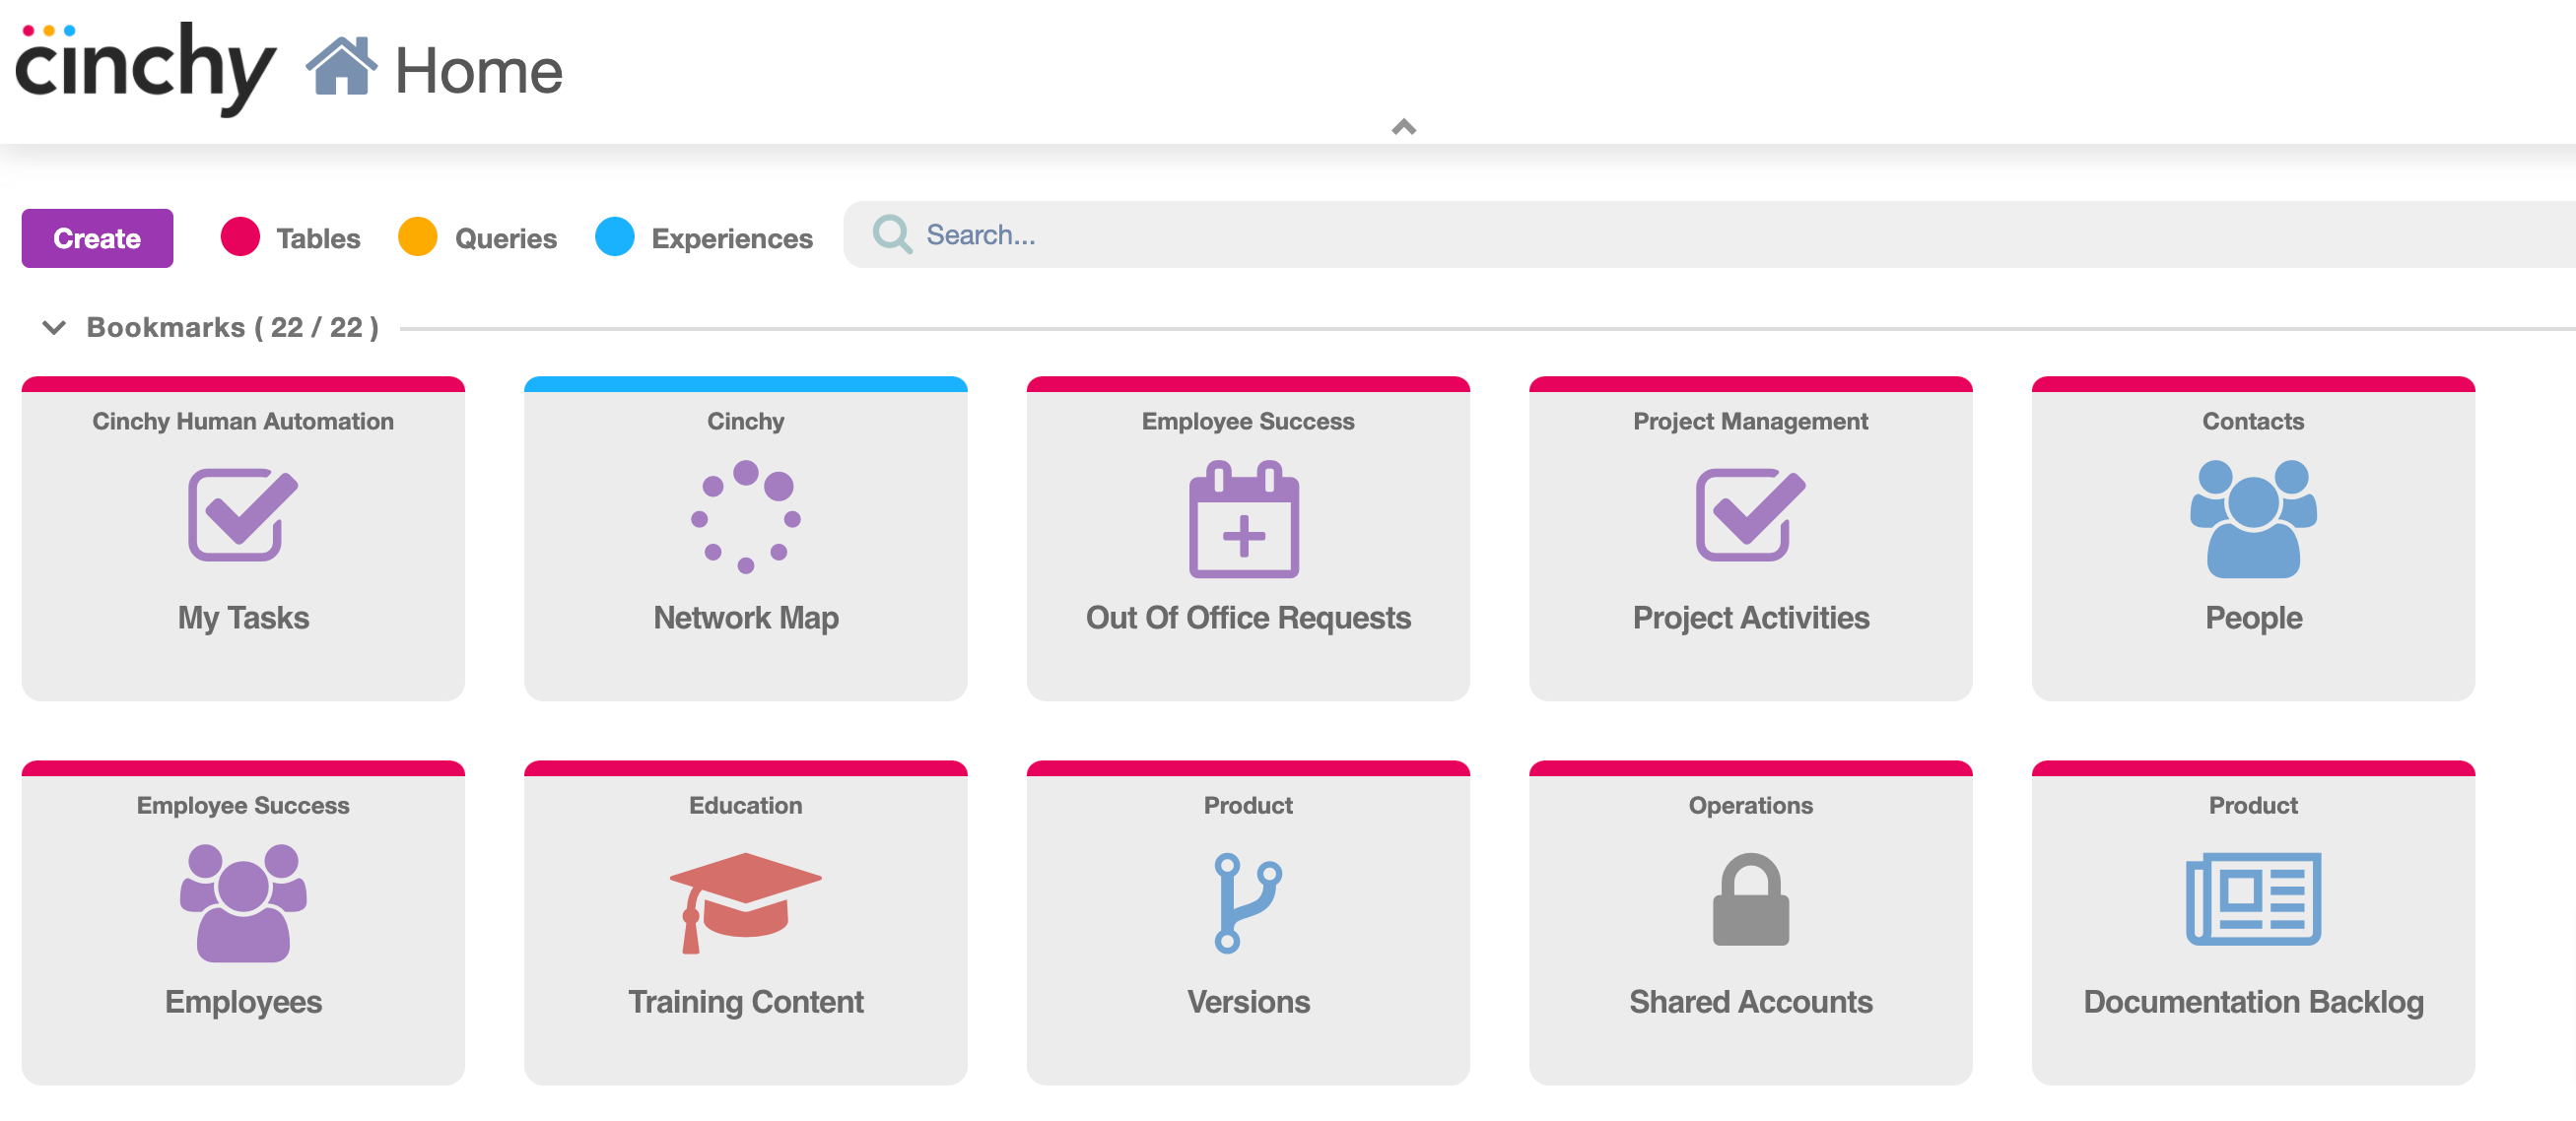 cinchy Home
Create Tables Queries Experiences Search...
Bookmarks ( 22 / 22 )
Cinchy Human Automation
My Tasks
Cinchy
Network Map
Employee Success
Out Of Office Requests
Project Management
Project Activities
Contacts
People
Employee Success
Employees
Education
Training Content
Product
Versions
Operations
Shared Accounts
Product
Documentation Backlog